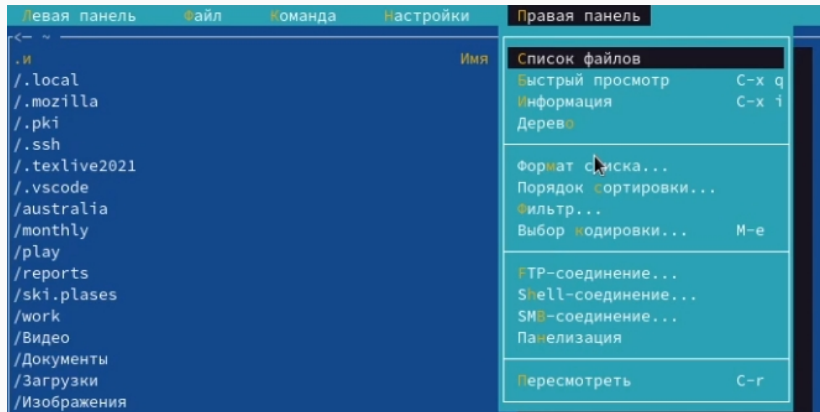 Левая панель Файл Команда Настройки Правая панель
<— ~
.и Имя
/.local
/.mozilla
/.pki
/.ssh
/.texlive2021
/.vscode
/australia
/monthly
/play
/reports
/ski.plases
/work
/Видео
/Документы
/Загрузки
/Изображения
Список файлов
Быстрый просмотр C-x q
Информация C-x i
Дерево
Формат списка...
Порядок сортировки...
Фильтр...
Выбор кодировки... M-e
FTP-соединение...
Shell-соединение...
SMB-соединение...
Панелизация
Пересмотреть C-r